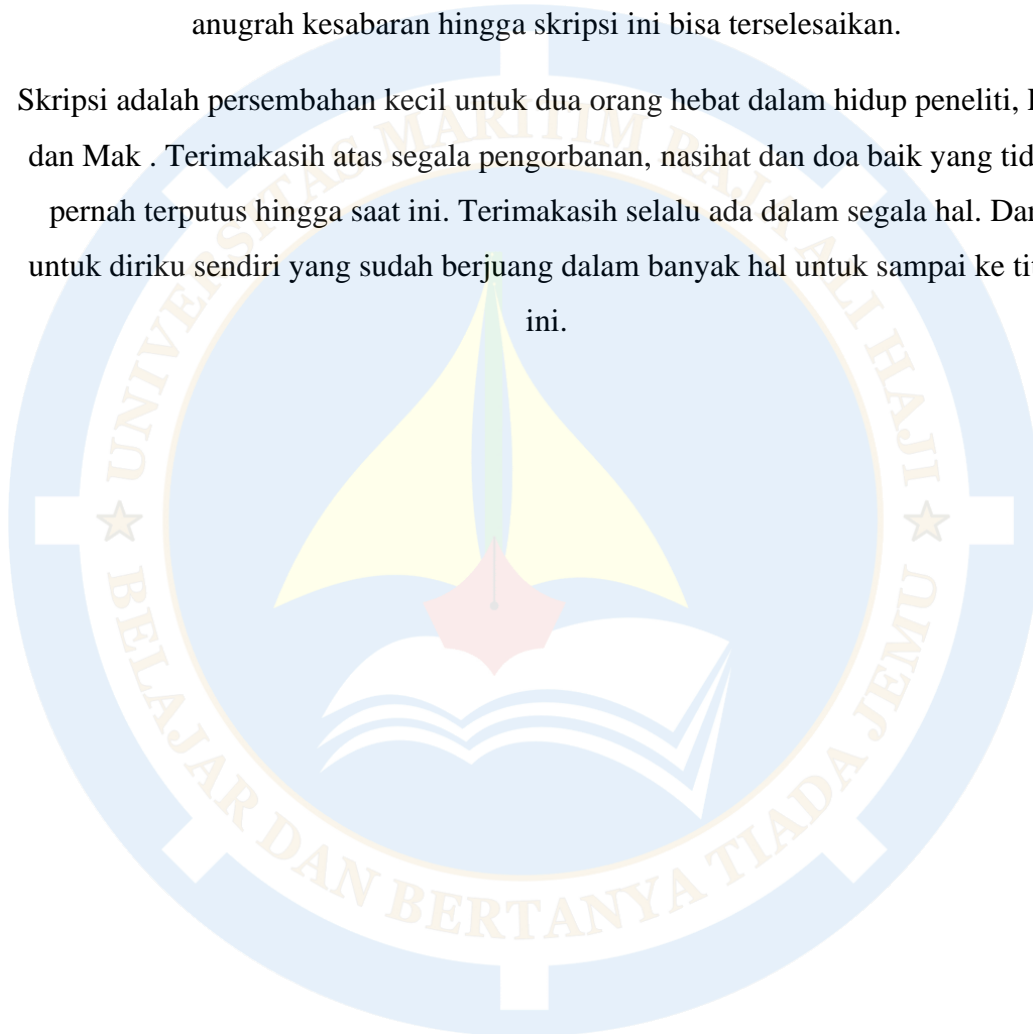 anugrah kesabaran hingga skripsi ini bisa terselesaikan.
Skripsi adalah persembahan kecil untuk dua orang hebat dalam hidup peneliti,
dan Mak . Terimakasih atas segala pengorbanan, nasihat dan doa baik yang
pernah terputus hingga saat ini. Terimakasih selalu ada dalam segala hal.
untuk diriku sendiri yang sudah berjuang dalam banyak hal untuk sampai ke
ini.
UNIVERSITAS MARITIM RAJA ALI HAJI
BELAJAR DAN BERTANYA TIADA JEMU